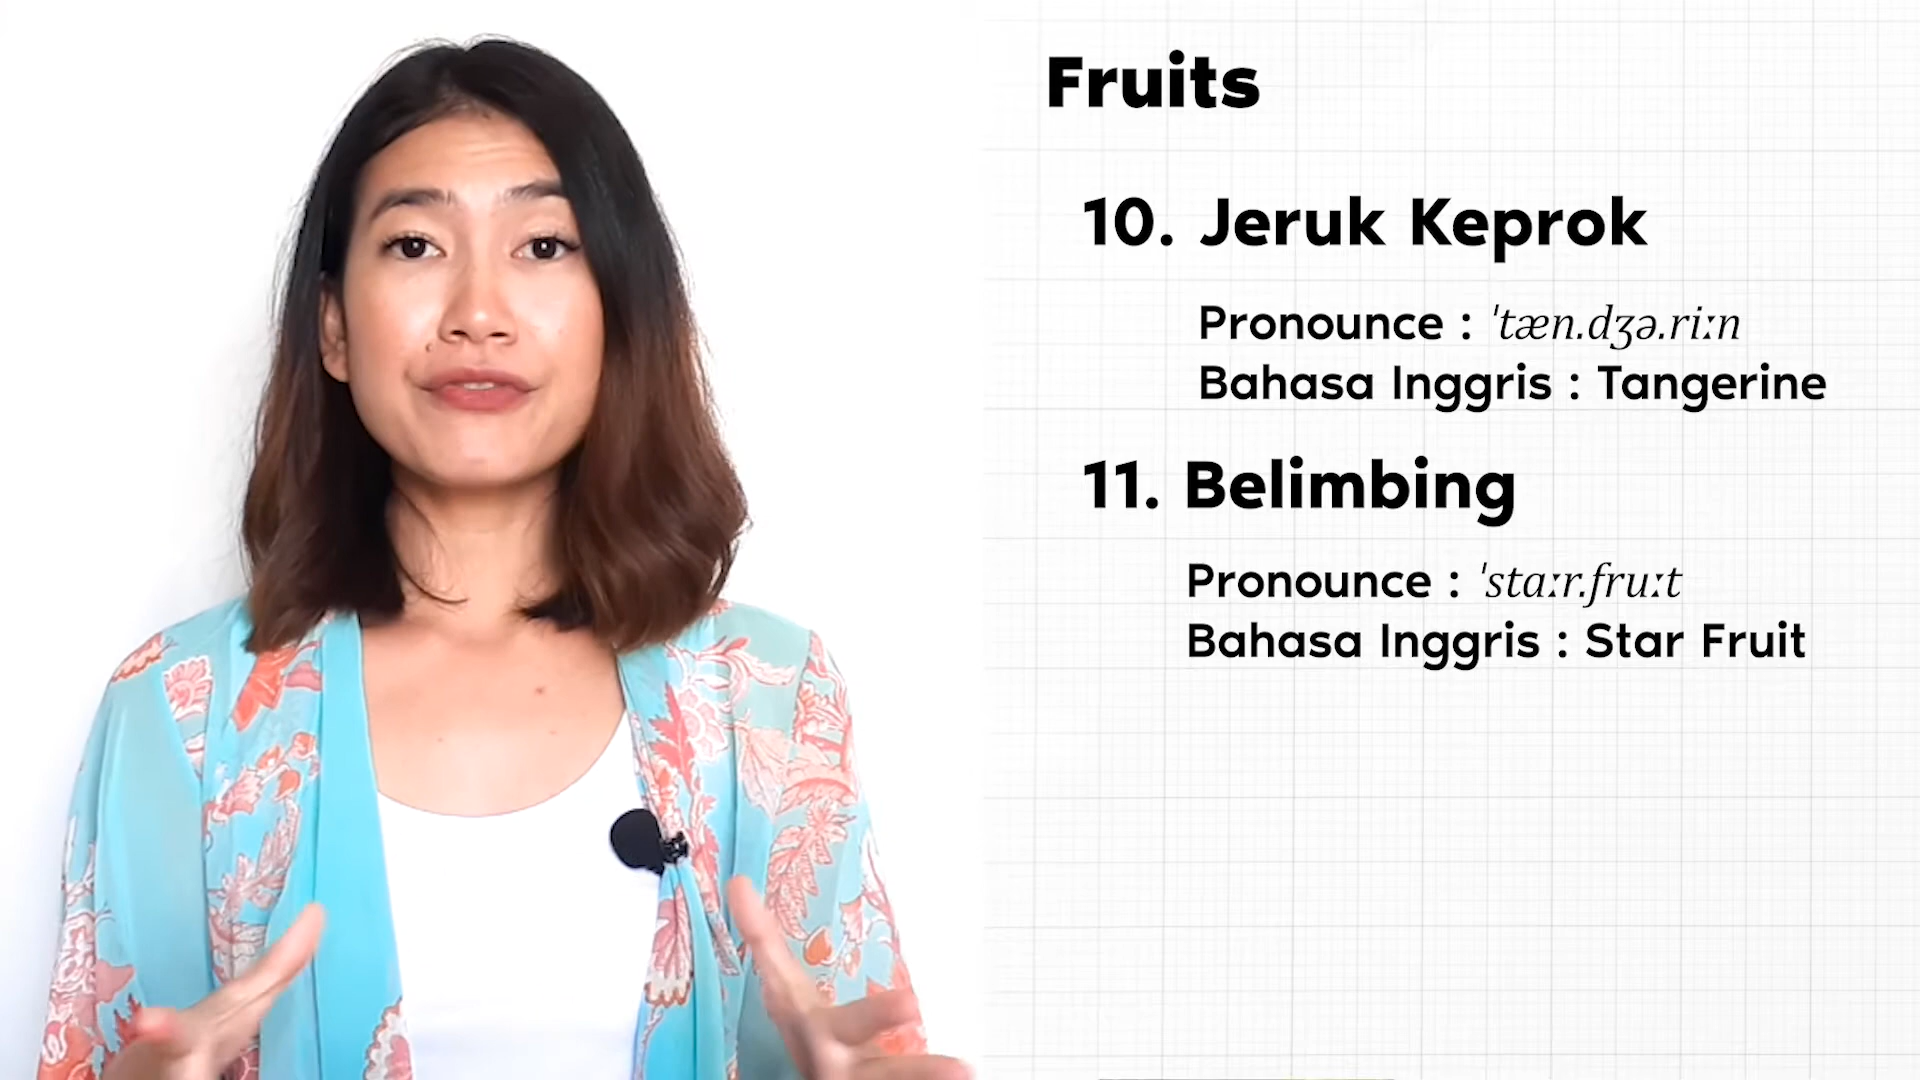 Fruits
10. Jeruk Keprok
Pronounce : ˈtæn.dʒə.riːn
Bahasa Inggris : Tangerine
11. Belimbing
Pronounce : ˈstaːr.fruːt
Bahasa Inggris : Star Fruit